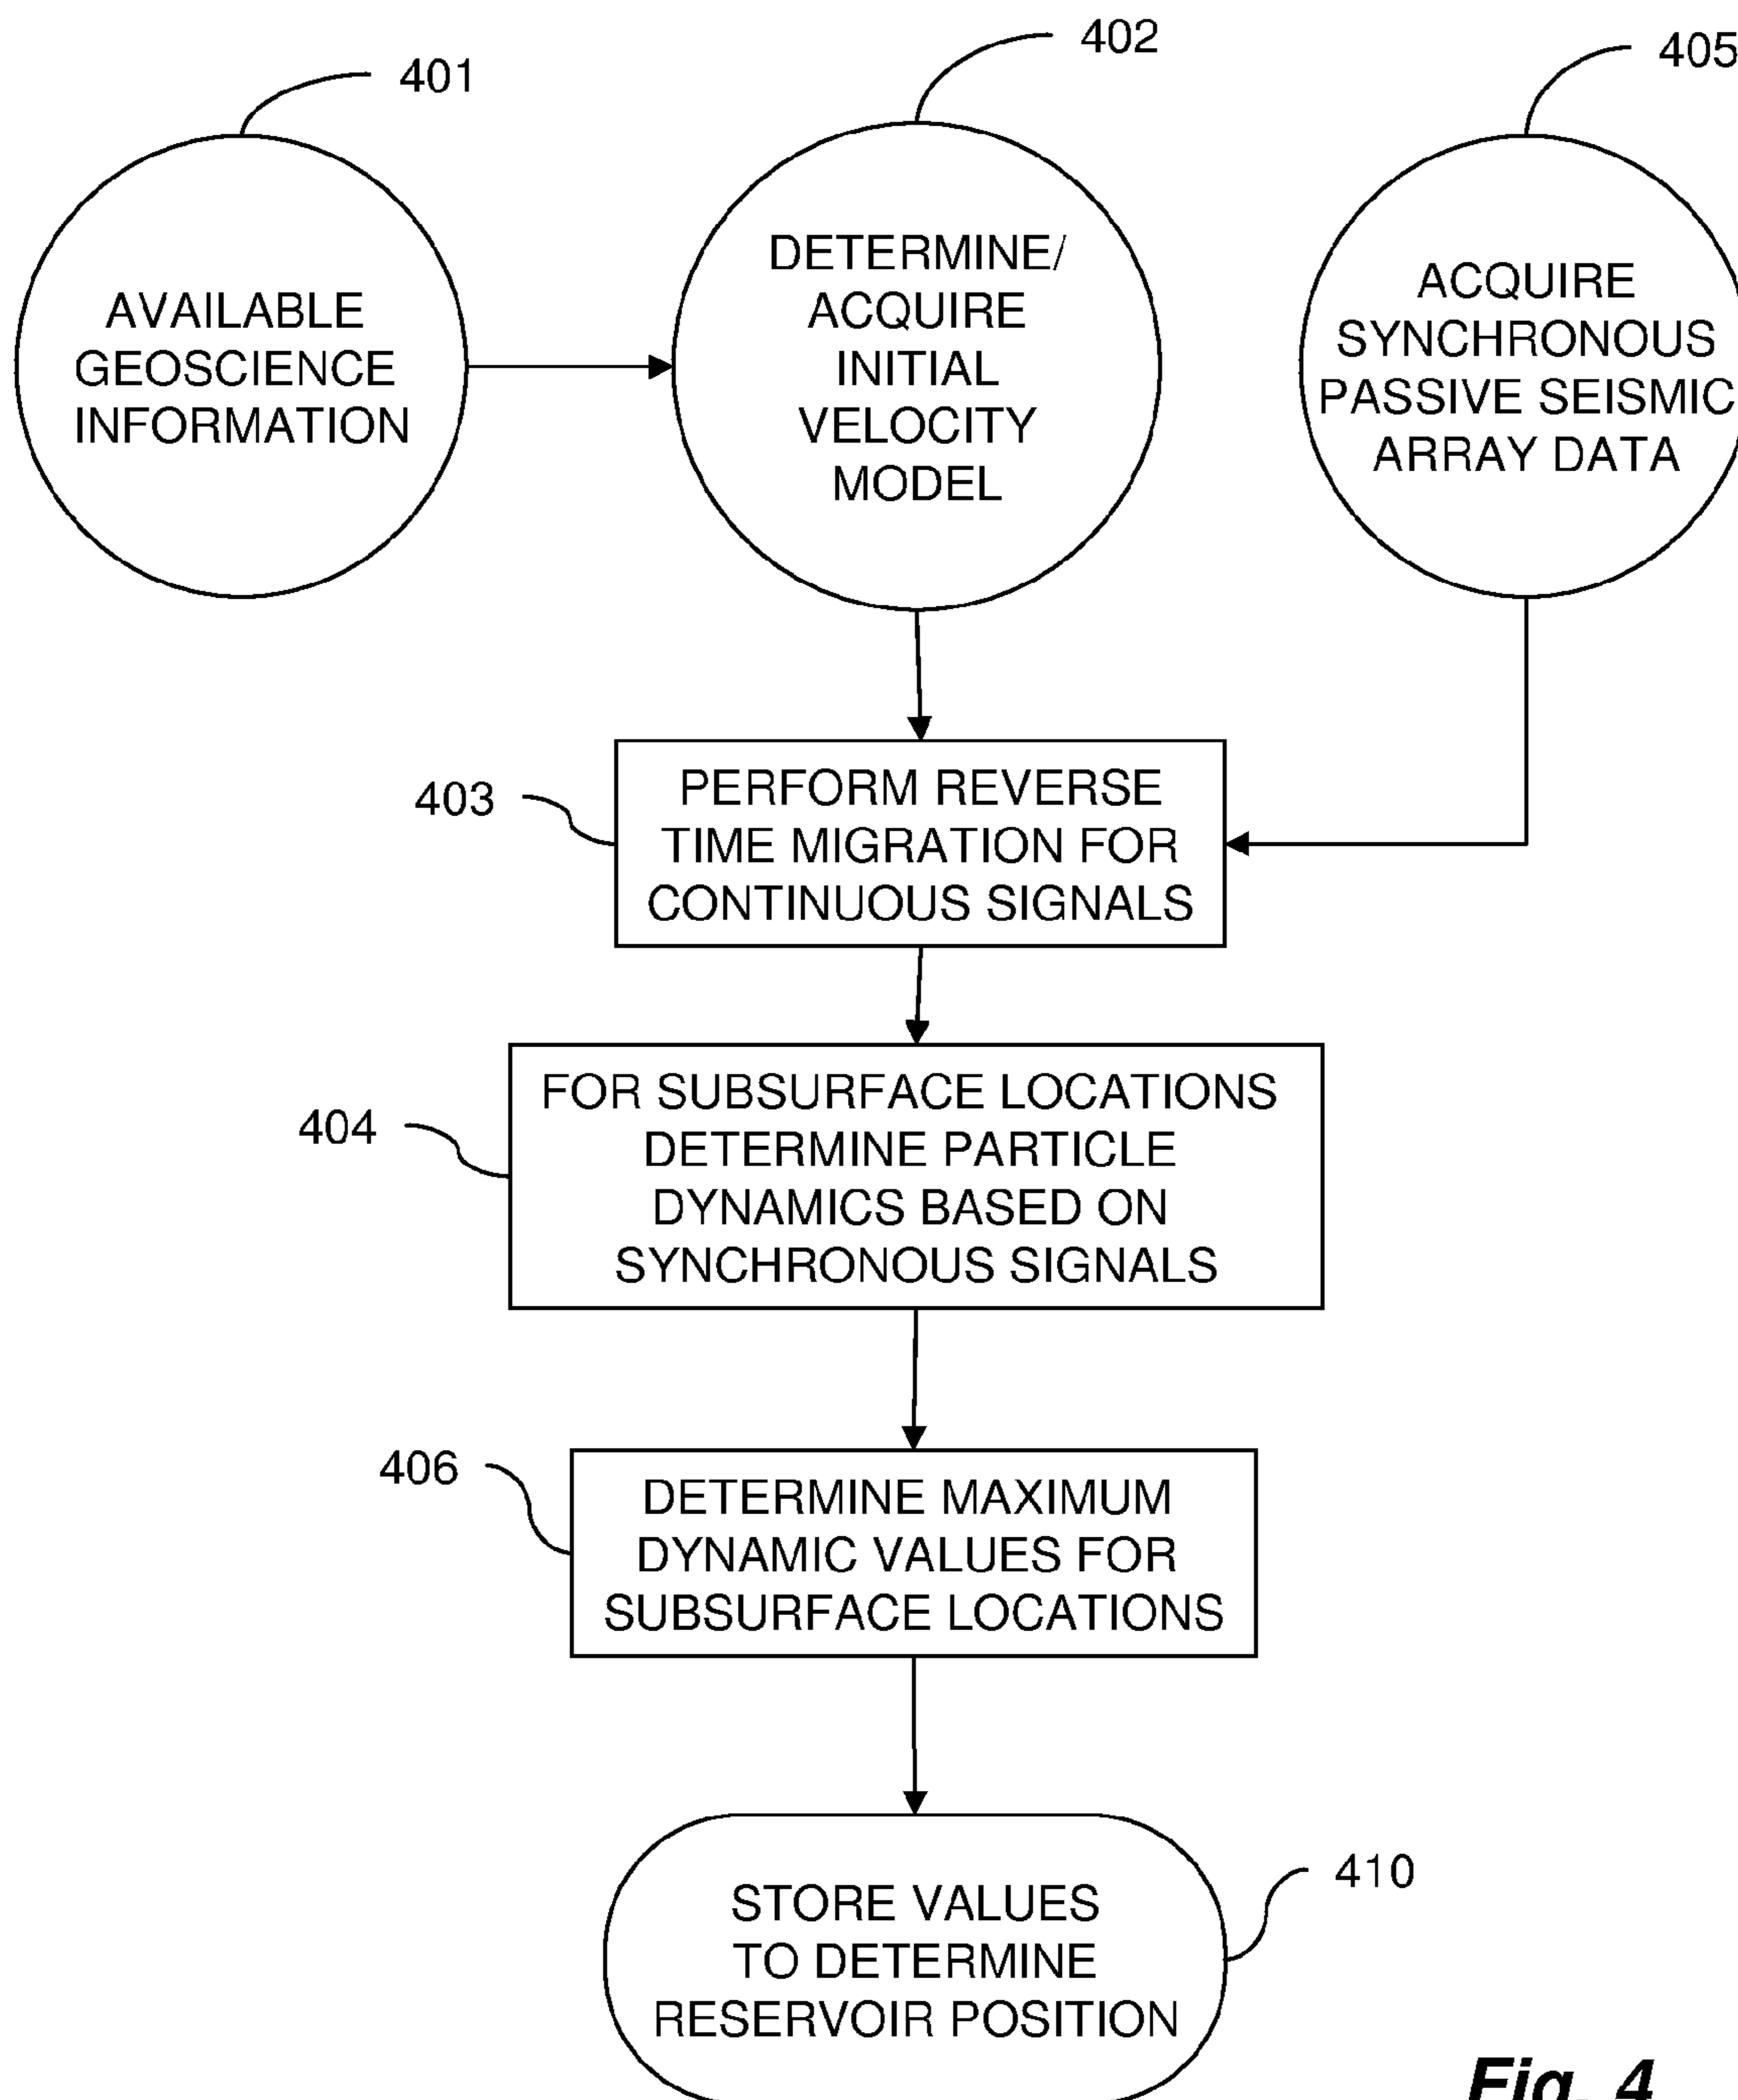 401
402
405
AVAILABLE
GEOSCIENCE
INFORMATION
DETERMINE/
ACQUIRE
INITIAL
VELOCITY
MODEL
ACQUIRE
SYNCHRONOUS
PASSIVE SEISMIC
ARRAY DATA
403
PERFORM REVERSE
TIME MIGRATION FOR
CONTINUOUS SIGNALS
404
FOR SUBSURFACE LOCATIONS
DETERMINE PARTICLE
DYNAMICS BASED ON
SYNCHRONOUS SIGNALS
406
DETERMINE MAXIMUM
DYNAMIC VALUES FOR
SUBSURFACE LOCATIONS
410
STORE VALUES
TO DETERMINE
RESERVOIR POSITION
Fig. 4